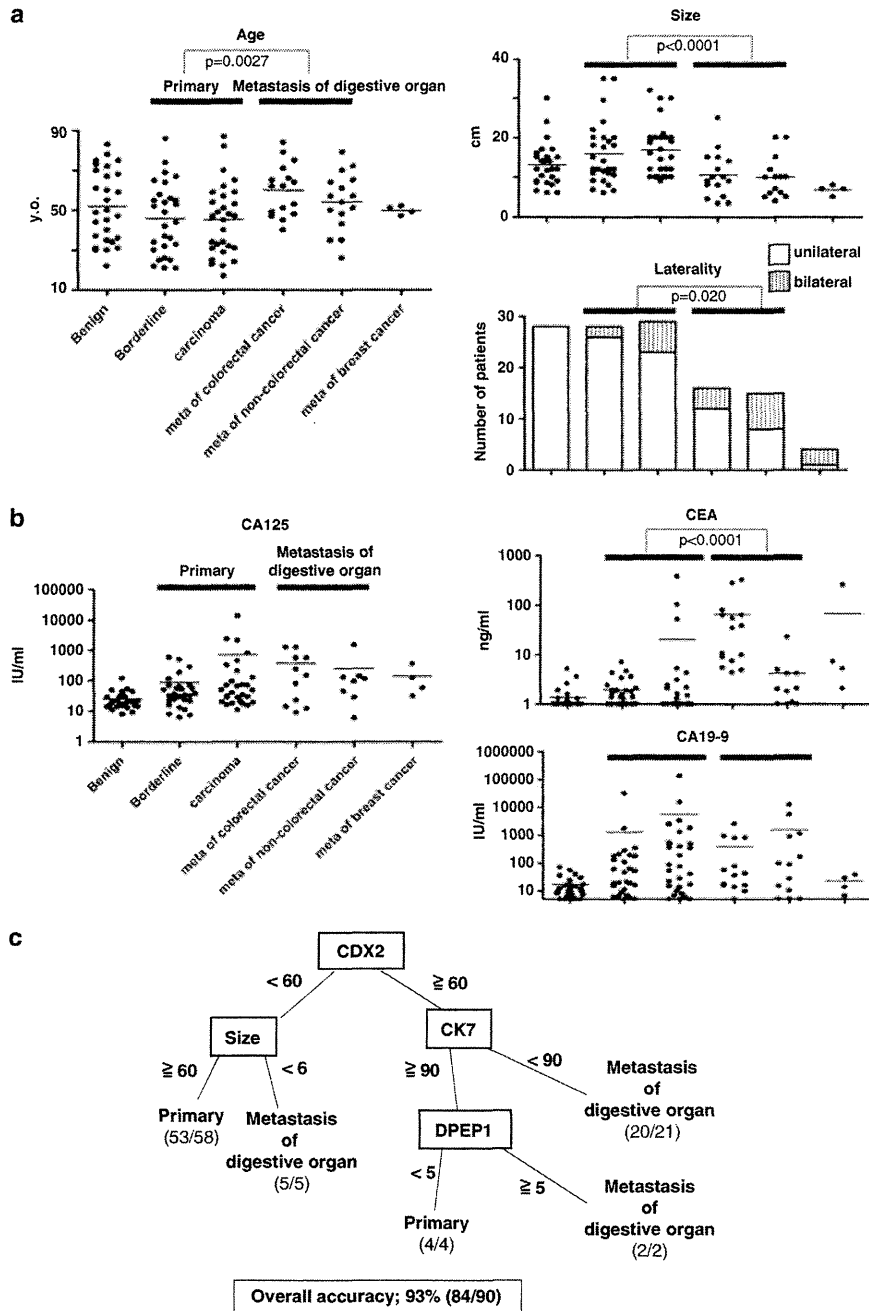 a
Age
p=0.0027
Primary
Metastasis of digestive organ
90
50
10
y.o.
Benign
Borderline
carcinoma
meta of colorectal cancer
meta of non-colorectal cancer
meta of breast cancer
Size
p<0.0001
40
20
0
cm
unilateral
bilateral
Laterality
p=0.020
30
20
10
0
Number of patients
b
CA125
Primary
Metastasis of
digestive organ
100000
10000
1000
100
10
1
IU/ml
Benign
Borderline
carcinoma
meta of colorectal cancer
meta of non-colorectal cancer
meta of breast cancer
CEA
p<0.0001
1000
100
10
1
ng/ml
CA19-9
1000000
100000
10000
1000
100
10
IU/ml
c
CDX2
< 60
≧ 60
Size
CK7
≧ 60
< 6
≧ 90
< 90
Primary
(53/58)
Metastasis
of
digestive organ
(5/5)
DPEP1
Metastasis
of
digestive organ
(20/21)
< 5
≧ 5
Primary
(4/4)
Metastasis
of
digestive organ
(2/2)
Overall accuracy; 93% (84/90)